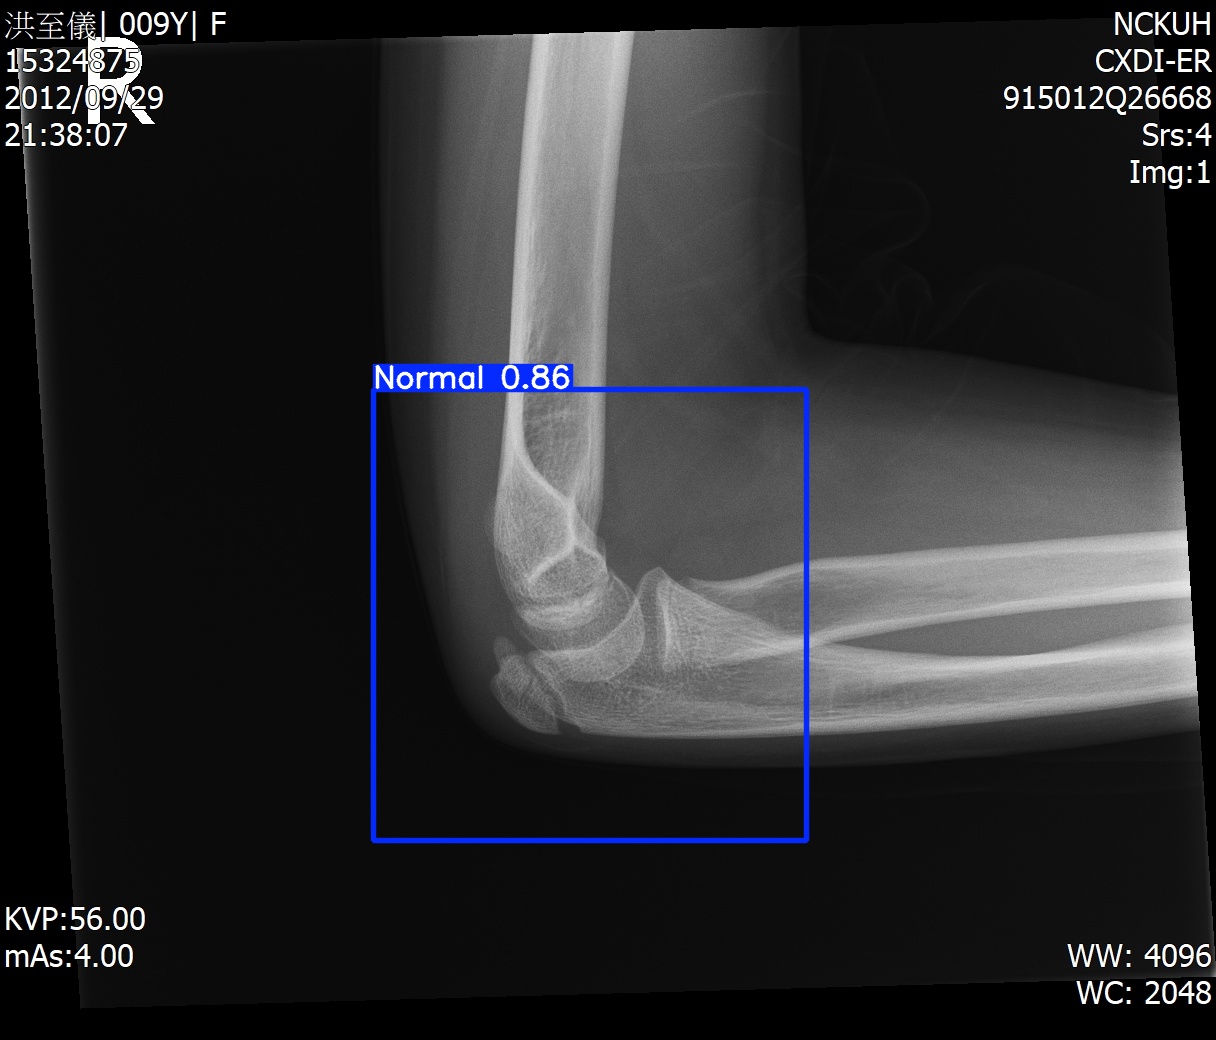 洪至儀| 009Y| F
15324875
2012/09/29
21:38:07
R
NCKUH
CXDI-ER
915012Q26668
Srs:4
Img:1
Normal 0.86
KVP:56.00
mAs:4.00
WW: 4096
WC: 2048